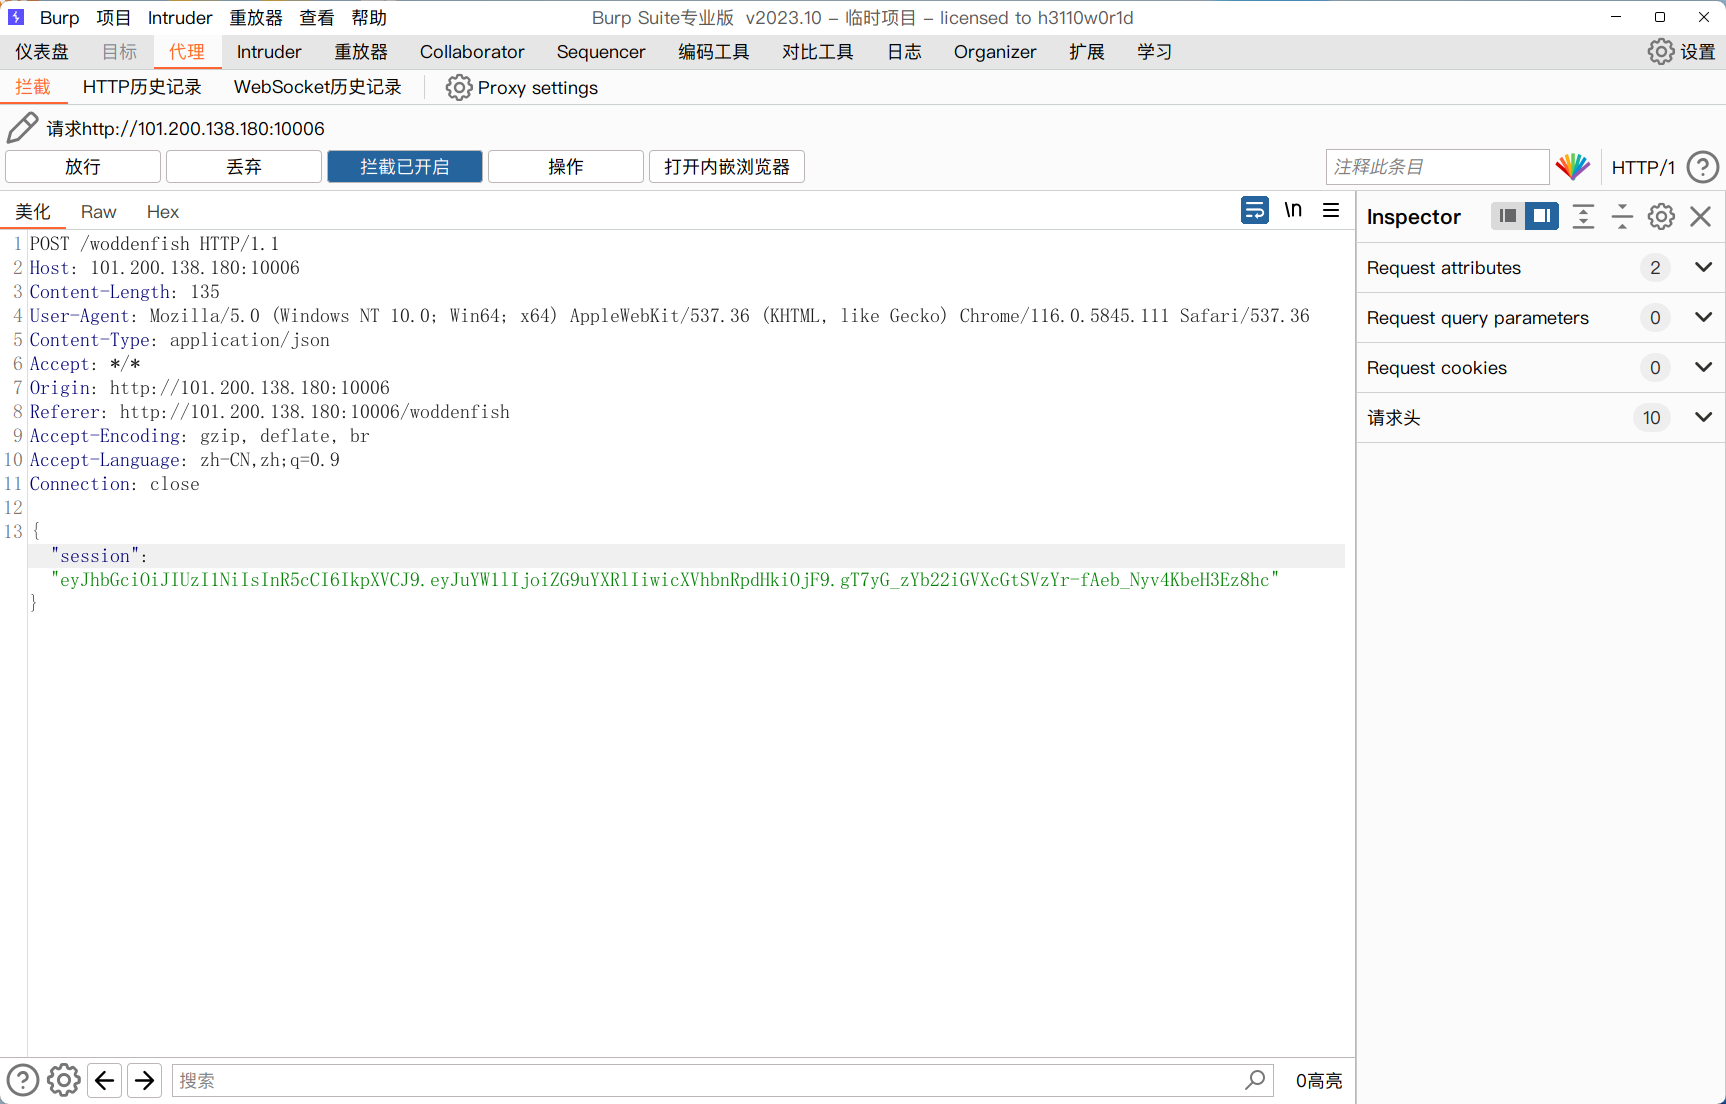 Burp 项目 Intruder 重放器 查看 帮助 Burp Suite专业版 v2023.10 – 临时项目 – licensed to h3110w0r1d
仪表盘 目标 代理 Intruder 重放器 Collaborator Sequencer 编码工具 对比工具 日志 Organizer 扩展 学习 设置
拦截 HTTP历史记录 WebSocket历史记录 Proxy settings
请求http://101.200.138.180:10006
放行 丢弃 拦截已开启 操作 打开内嵌浏览器 注释此条目 HTTP/1 ?
美化 Raw Hex \n
Inspector
Request attributes 2
Request query parameters 0
Request cookies 0
请求头 10
1 POST /woddenfish HTTP/1.1
2 Host: 101.200.138.180:10006
3 Content-Length: 135
4 User-Agent: Mozilla/5.0 (Windows NT 10.0; Win64; x64) AppleWebKit/537.36 (KHTML, like Gecko) Chrome/116.0.5845.111 Safari/537.36
5 Content-Type: application/json
6 Accept: */*
7 Origin: http://101.200.138.180:10006
8 Referer: http://101.200.138.180:10006/woddenfish
9 Accept-Encoding: gzip, deflate, br
10 Accept-Language: zh-CN,zh;q=0.9
11 Connection: close
12
13 {
"session":
"eyJhbGciOiJIUzI1NiIsInR5cCI6IkpXVCJ9.eyJuYW1lIjoiZG9uYXRlIiwicXVhbnRpdHkiOjF9.gT7yG_zYb22iGVXcGtSVzYr-fAeb_Nyv4KbeH3Ez8hc"
}
? 搜索 0高亮